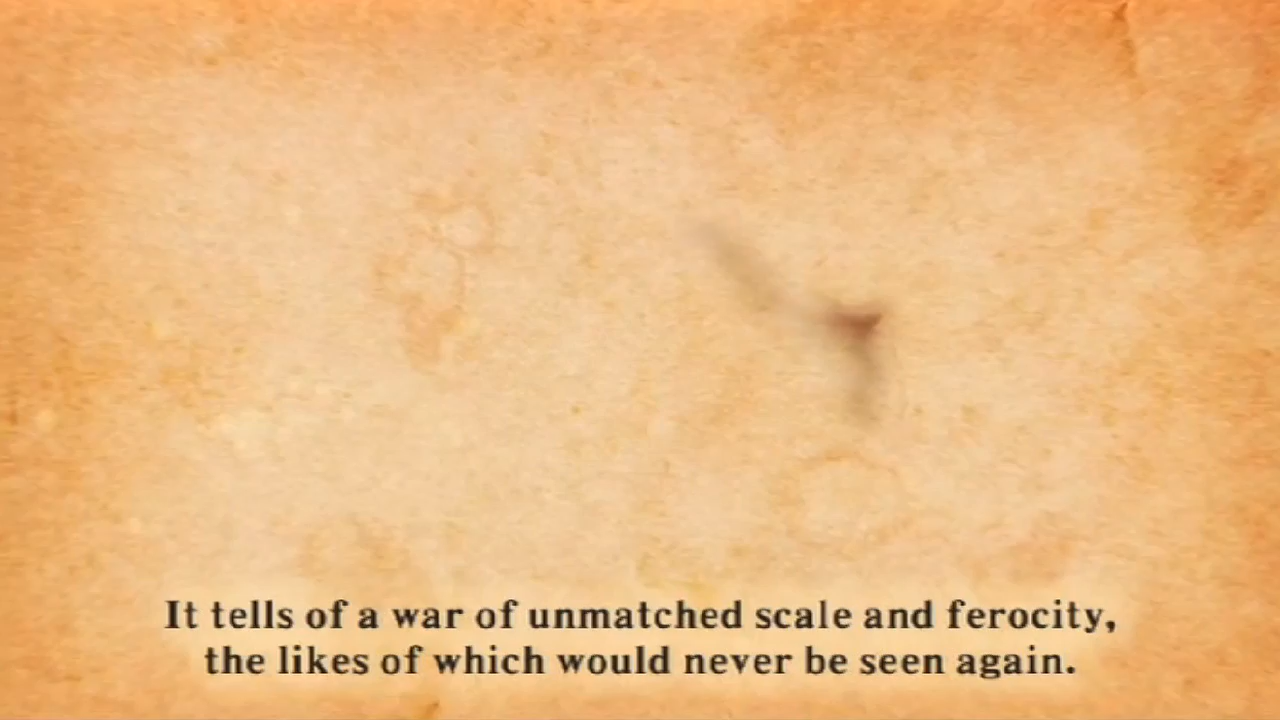 It tells of a war of unmatched scale and ferocity,
the likes of which would never be seen again.